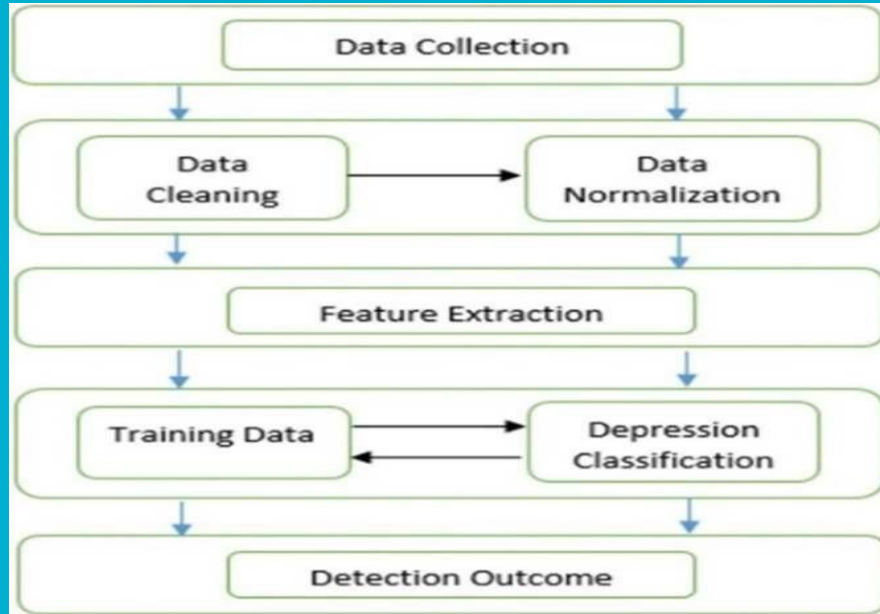 Data Collection
Data
Cleaning
Data
Normalization
Feature Extraction
Training Data
Depression
Classification
Detection Outcome